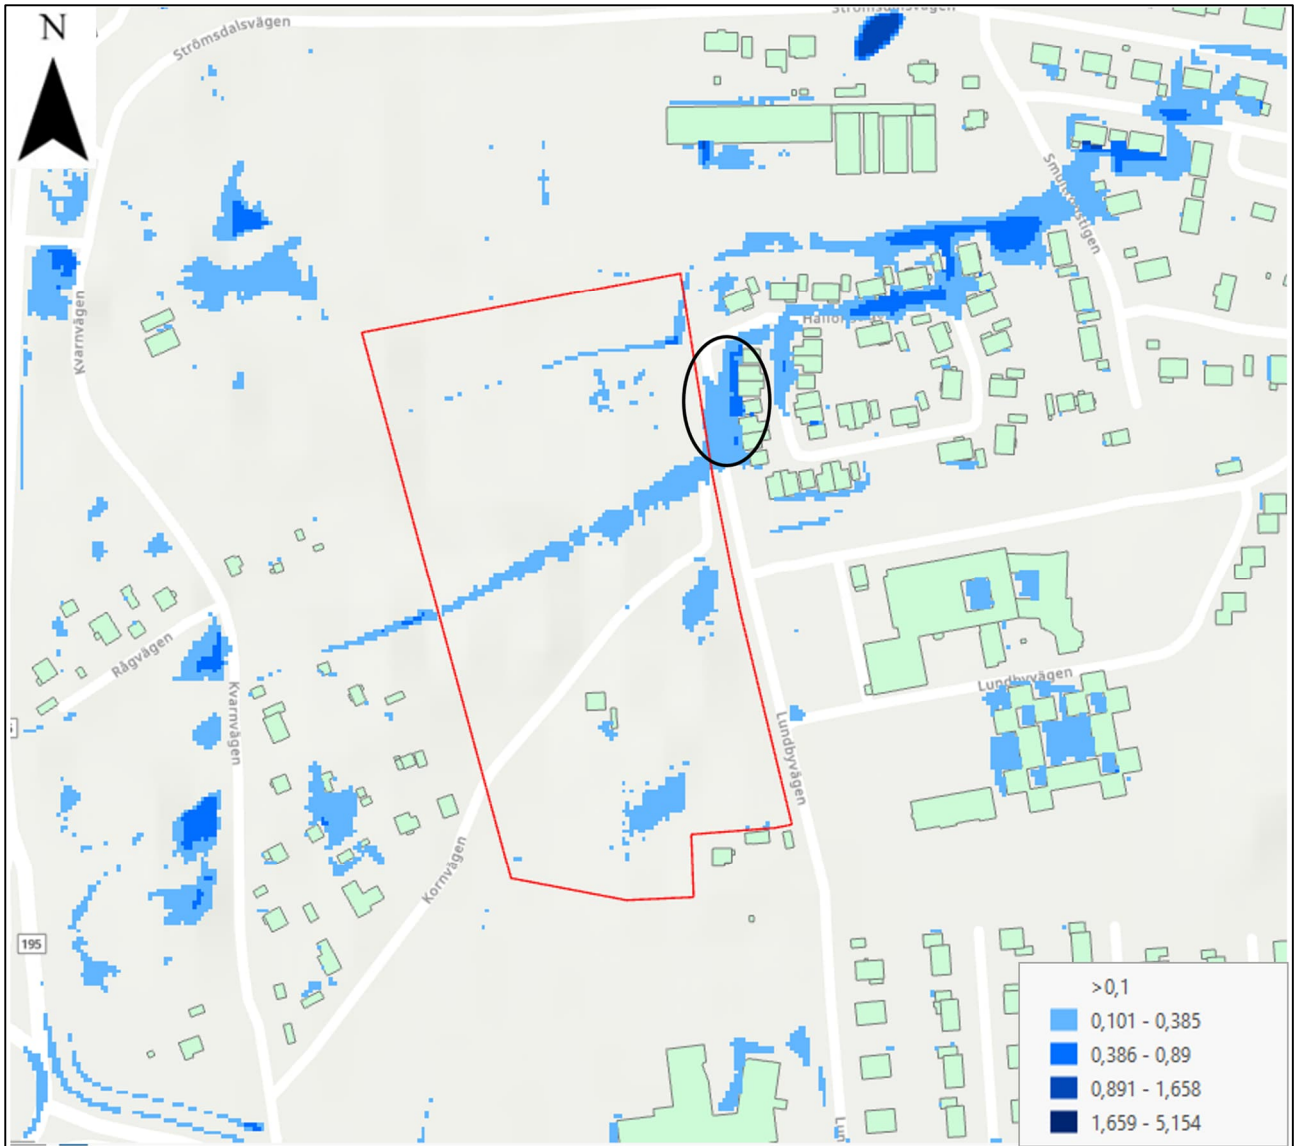 N
Strömsdalsvägen
Strömsdalsvägen
Kvarnvägen
Rågvägen
Kvarnvägen
Kornvägen
Lundbyvägen
Lundbyvägen
195
Lun
>0,1
0,101 - 0,385
0,386 - 0,89
0,891 - 1,658
1,659 - 5,154